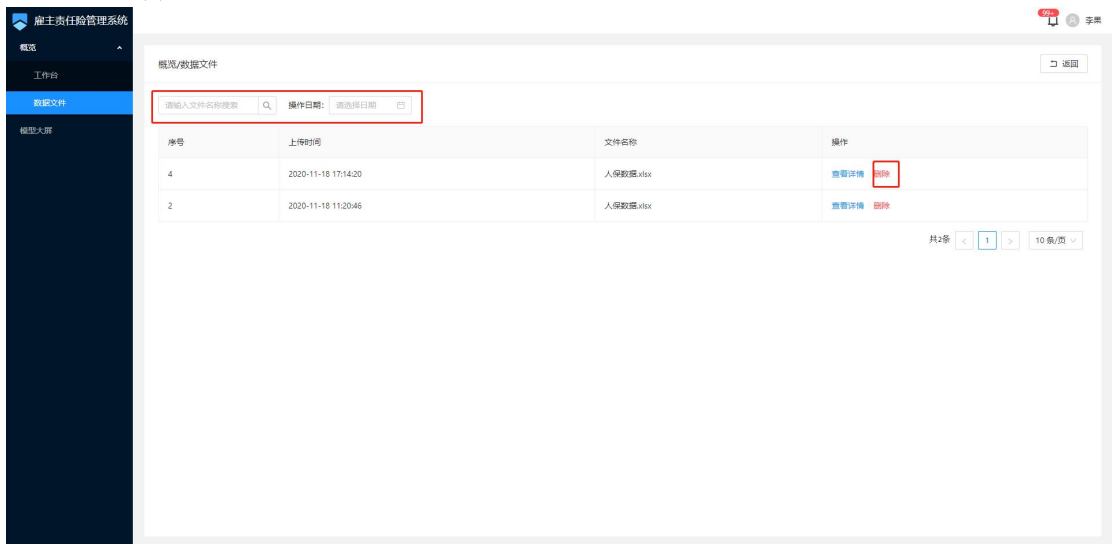 雇主责任险管理系统
99+
李果
概览
工作台
数据文件
模型大屏
概览/数据文件
返回
请输入文件名称搜索 操作日期: 请选择日期
序号 上传时间 文件名称 操作
4 2020-11-18 17:14:20 人保数据.xlsx 查看详情 删除
2 2020-11-18 11:20:46 人保数据.xlsx 查看详情 删除
共2条 < 1 > 10 条/页